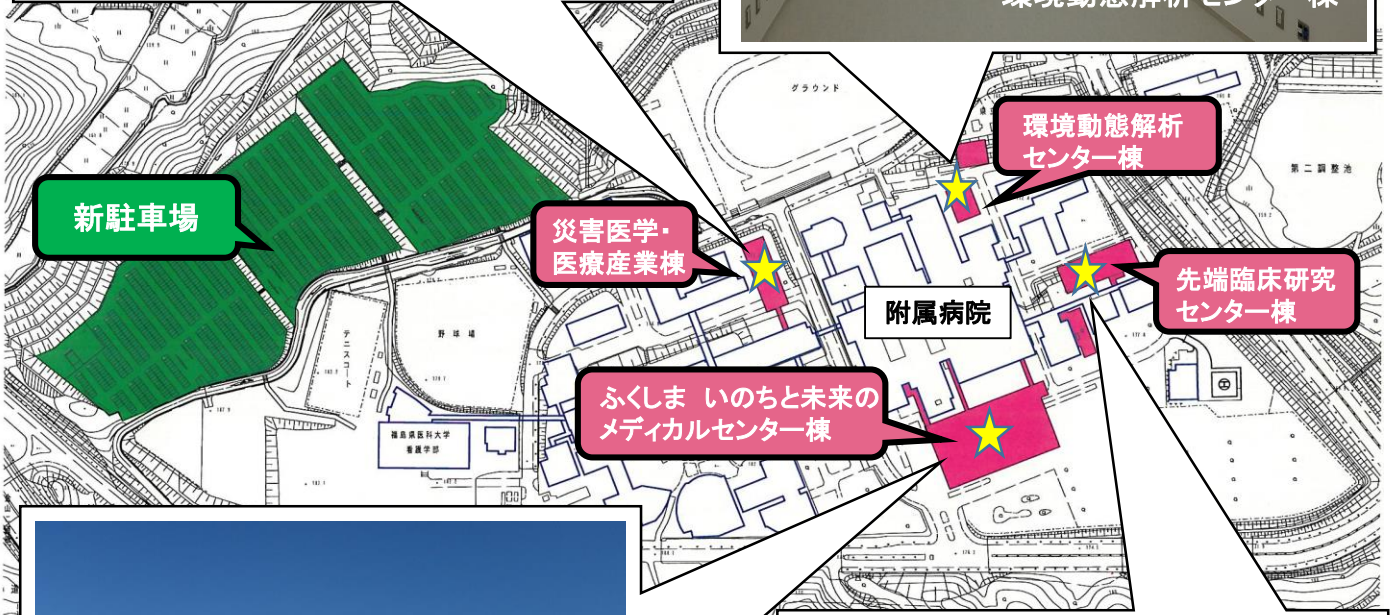 環境動態解析センター棟
グラウンド
環境動態解析
センター棟
第二調整池
新駐車場
災害医学・
医療産業棟
先端臨床研究
センター棟
附属病院
テニスコート
野球場
ふくしま いのちと未来の
メディカルセンター棟
福島県医科大学
看護学部